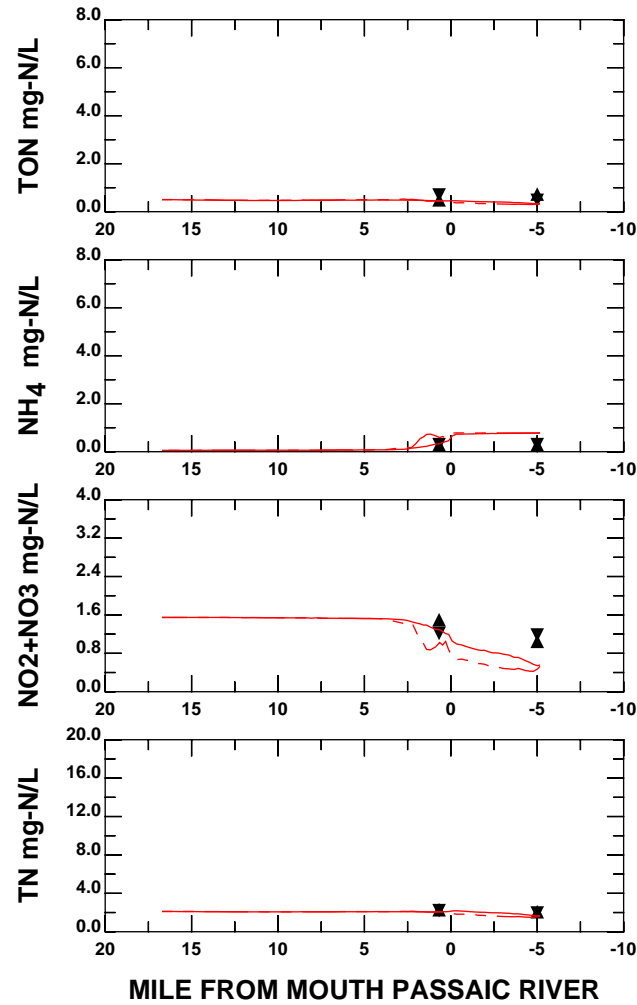 TON mg-N/L
8.0
6.0
4.0
2.0
0.0
20 15 10 5 0 -5 -10
NH4 mg-N/L
8.0
6.0
4.0
2.0
0.0
20 15 10 5 0 -5 -10
NO2+NO3 mg-N/L
4.0
3.2
2.4
1.6
0.8
0.0
20 15 10 5 0 -5 -10
TN mg-N/L
20.0
16.0
12.0
8.0
4.0
0.0
20 15 10 5 0 -5 -10
MILE FROM MOUTH PASSAIC RIVER